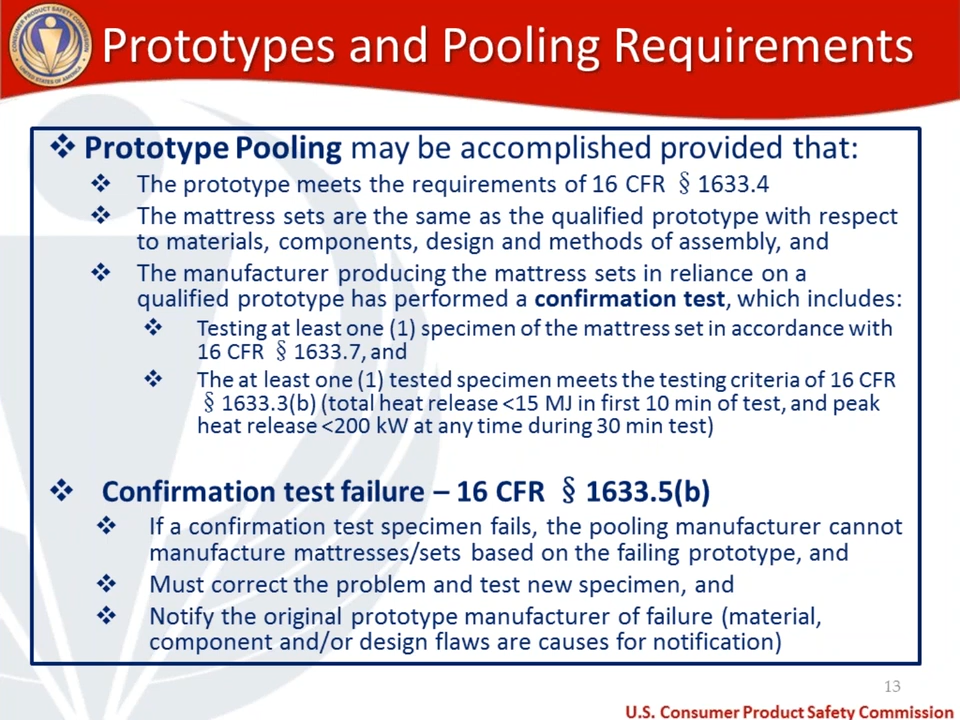 CONSUMER PRODUCT SAFETY COMMISSION
UNITED STATES OF AMERICA
Prototypes and Pooling Requirements
❖ Prototype Pooling may be accomplished provided that:
❖ The prototype meets the requirements of 16 CFR § 1633.4
❖ The mattress sets are the same as the qualified prototype with respect
to materials, components, design and methods of assembly, and
❖ The manufacturer producing the mattress sets in reliance on a
qualified prototype has performed a confirmation test, which includes:
❖ Testing at least one (1) specimen of the mattress set in accordance with
16 CFR § 1633.7, and
❖ The at least one (1) tested specimen meets the testing criteria of 16 CFR
§ 1633.3(b) (total heat release <15 MJ in first 10 min of test, and peak
heat release <200 kW at any time during 30 min test)
❖ Confirmation test failure – 16 CFR § 1633.5(b)
❖ If a confirmation test specimen fails, the pooling manufacturer cannot
manufacture mattresses/sets based on the failing prototype, and
❖ Must correct the problem and test new specimen, and
❖ Notify the original prototype manufacturer of failure (material,
component and/or design flaws are causes for notification)
13
U.S. Consumer Product Safety Commission